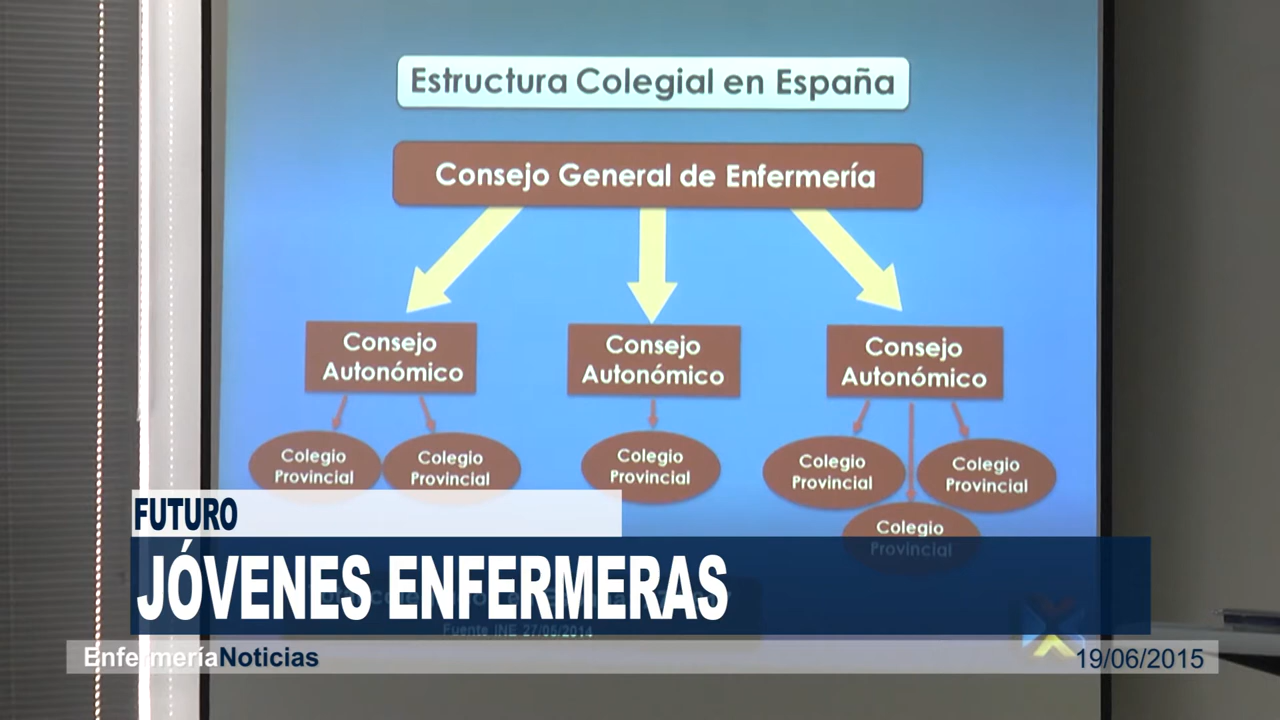 Estructura Colegial en España
Consejo General de Enfermería
Consejo
Autonómico
Consejo
Autonómico
Consejo
Autonómico
Colegio
Provincial
Colegio
Provincial
Colegio
Provincial
Colegio
Provincial
Colegio
Provincial
Colegio
Provincial
FUTURO
JÓVENES ENFERMERAS
Fuente INE 27/05/2014
EnfermeríaNoticias
19/06/2015